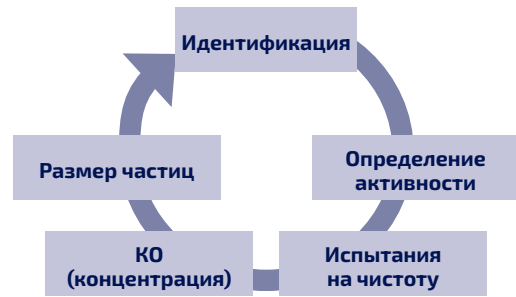 Идентификация
Определение
активности
Испытания
на чистоту
КО
(концентрация)
Размер частиц